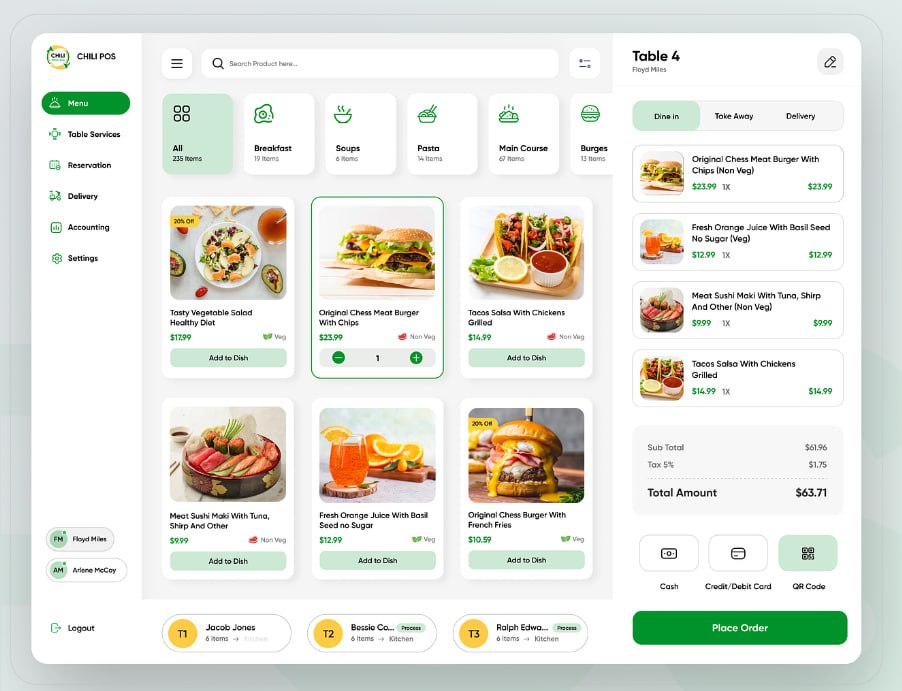 CHILI
CHILI POS
Menu
Table Services
Reservation
Delivery
Accounting
Settings
FM Floyd Miles
AM Arlene McCoy
Logout
Search Product here...
All
235 Items
Breakfast
19 Items
Soups
6 Items
Pasta
14 Items
Main Course
67 Items
Burges
13 Items
20% Off
Tasty Vegetable Salad
Healthy Diet
$17.99 Veg
Add to Dish
Original Chess Meat Burger
With Chips
$23.99 Non Veg
1
Tacos Salsa With Chickens
Grilled
$14.99 Non Veg
Add to Dish
Meat Sushi Maki With Tuna,
Shirp And Other
$9.99 Non Veg
Add to Dish
Fresh Orange Juice With Basil
Seed no Sugar
$12.99 Veg
Add to Dish
20% Off
Original Chess Burger With
French Fries
$10.59 Veg
Add to Dish
T1 Jacob Jones
6 Items → Kitchen
T2 Bessie Co... Process
6 Items → Kitchen
T3 Ralph Edwa... Process
6 Items → Kitchen
Table 4
Floyd Miles
Dine in Take Away Delivery
Original Chess Meat Burger With
Chips (Non Veg)
$23.99 1X $23.99
Fresh Orange Juice With Basil Seed
No Sugar (Veg)
$12.99 1X $12.99
Meat Sushi Maki With Tuna, Shirp
And Other (Non Veg)
$9.99 1X $9.99
Tacos Salsa With Chickens
Grilled
$14.99 1X $14.99
Sub Total $61.96
Tax 5% $1.75
Total Amount $63.71
Cash Credit/Debit Card QR Code
Place Order